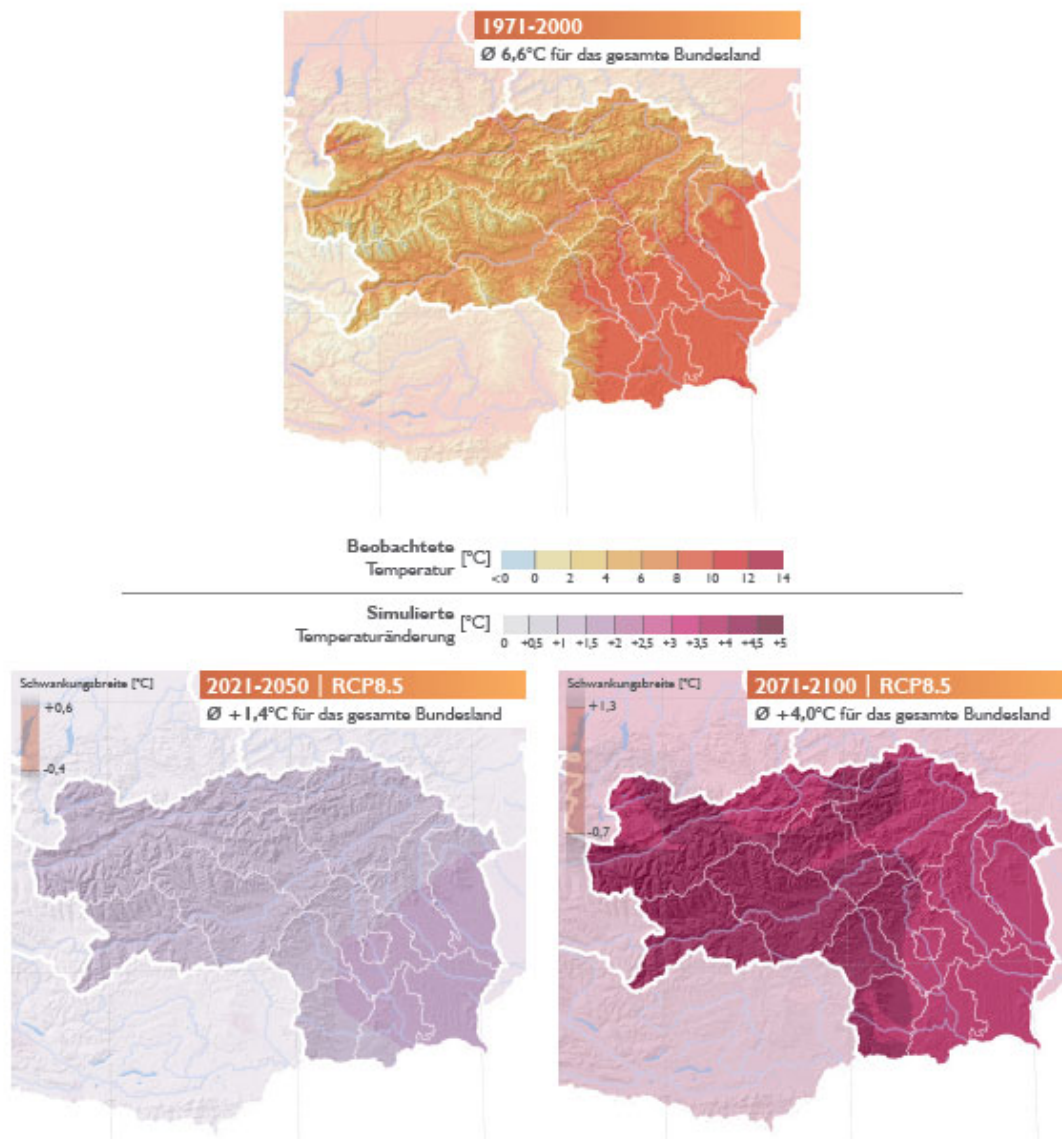 1971-2000
Ø 6,6°C für das gesamte Bundesland
Beobachtete
Temperatur
[°C]
<0 0 2 4 6 8 10 12 14
Simulierte
Temperaturänderung
[°C]
0 +0,5 +1 +1,5 +2 +2,5 +3 +3,5 +4 +4,5 +5
Schwankungsbreite [°C]
+0,6
-0,4
2021-2050 | RCP8.5
Ø +1,4°C für das gesamte Bundesland
Schwankungsbreite [°C]
+1,3
-0,7
2071-2100 | RCP8.5
Ø +4,0°C für das gesamte Bundesland